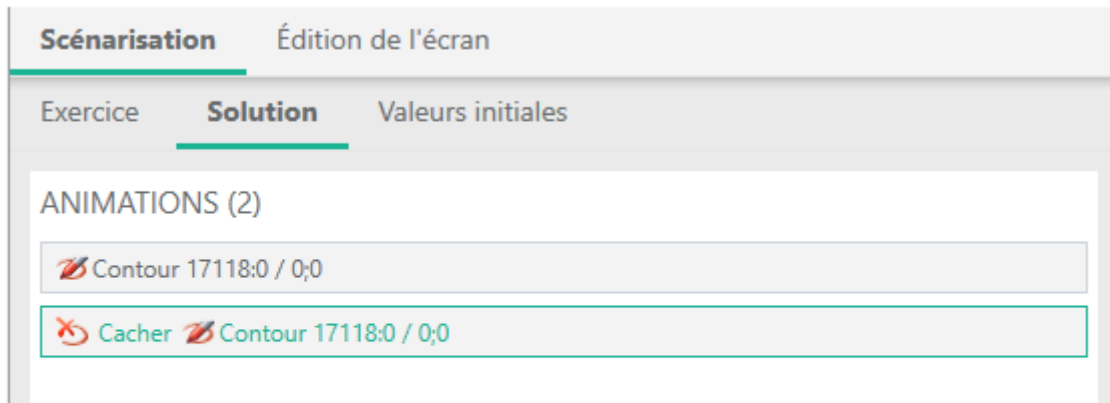 Scénarisation Édition de l'écran
Exercice Solution Valeurs initiales
ANIMATIONS (2)
Contour 17118:0 / 0;0
Cacher Contour 17118:0 / 0;0